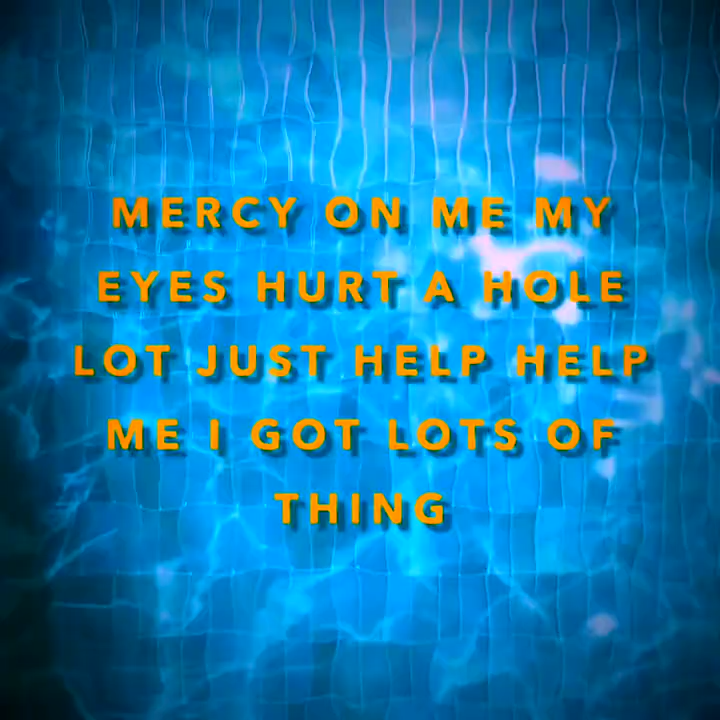 MERCY ON ME MY
EYES HURT A HOLE
LOT JUST HELP HELP
ME I GOT LOTS OF
THING